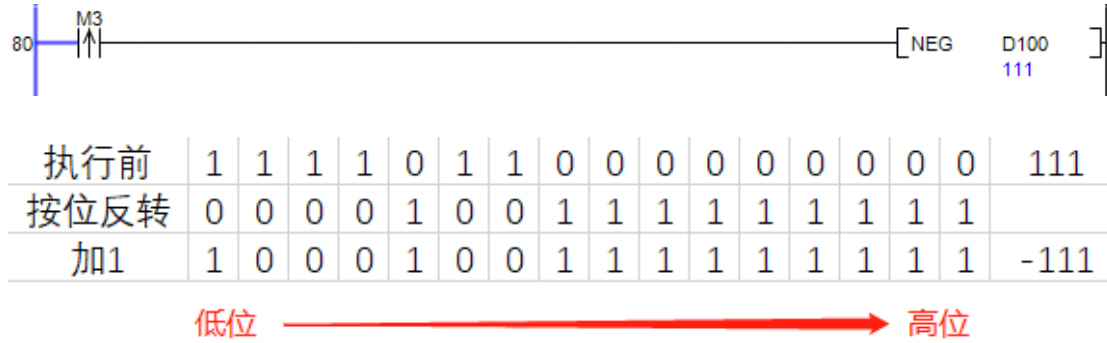 M3
80 NEG D100
111
执行前 1 1 1 1 0 1 1 0 0 0 0 0 0 0 0 0 111
按位反转 0 0 0 0 1 0 0 1 1 1 1 1 1 1 1 1
加1 1 0 0 0 1 0 0 1 1 1 1 1 1 1 1 1 -111
低位 高位